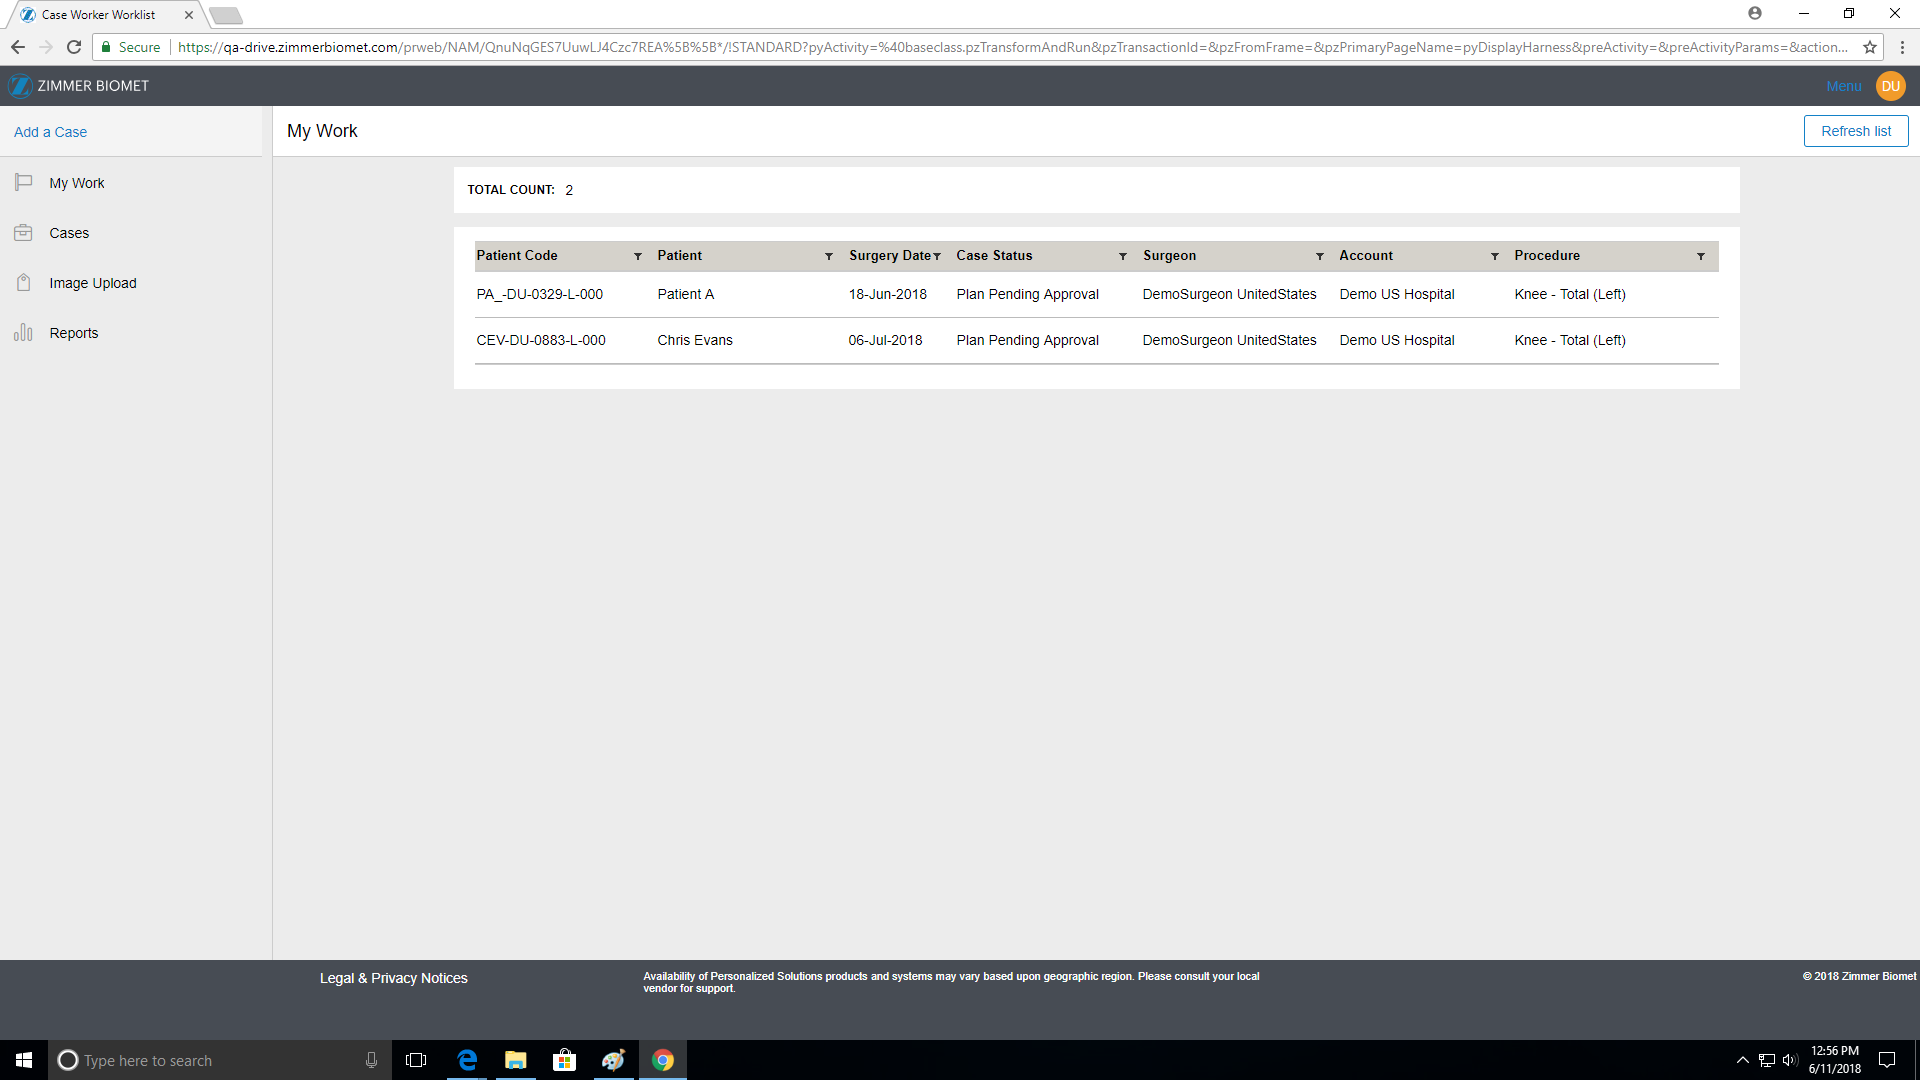 Case Worker Worklist
Secure https://qa-drive.zimmerbiomet.com/prweb/NAM/QnuNqGES7UuwLJ4Czc7REA%5B%5B*/!STANDARD?pyActivity=%40baseclass.pzTransformAndRun&pzTransactionId=&pzFromFrame=&pzPrimaryPageName=pyDisplayHarness&preActivity=&preActivityParams=&action...
ZIMMER BIOMET
Menu DU
Add a Case
My Work
Refresh list
My Work
Cases
Image Upload
Reports
TOTAL COUNT: 2
Patient Code Patient Surgery Date Case Status Surgeon Account Procedure
PA_-DU-0329-L-000 Patient A 18-Jun-2018 Plan Pending Approval DemoSurgeon UnitedStates Demo US Hospital Knee - Total (Left)
CEV-DU-0883-L-000 Chris Evans 06-Jul-2018 Plan Pending Approval DemoSurgeon UnitedStates Demo US Hospital Knee - Total (Left)
Legal & Privacy Notices
Availability of Personalized Solutions products and systems may vary based upon geographic region. Please consult your local
vendor for support.
© 2018 Zimmer Biomet
Type here to search
12:56 PM
6/11/2018